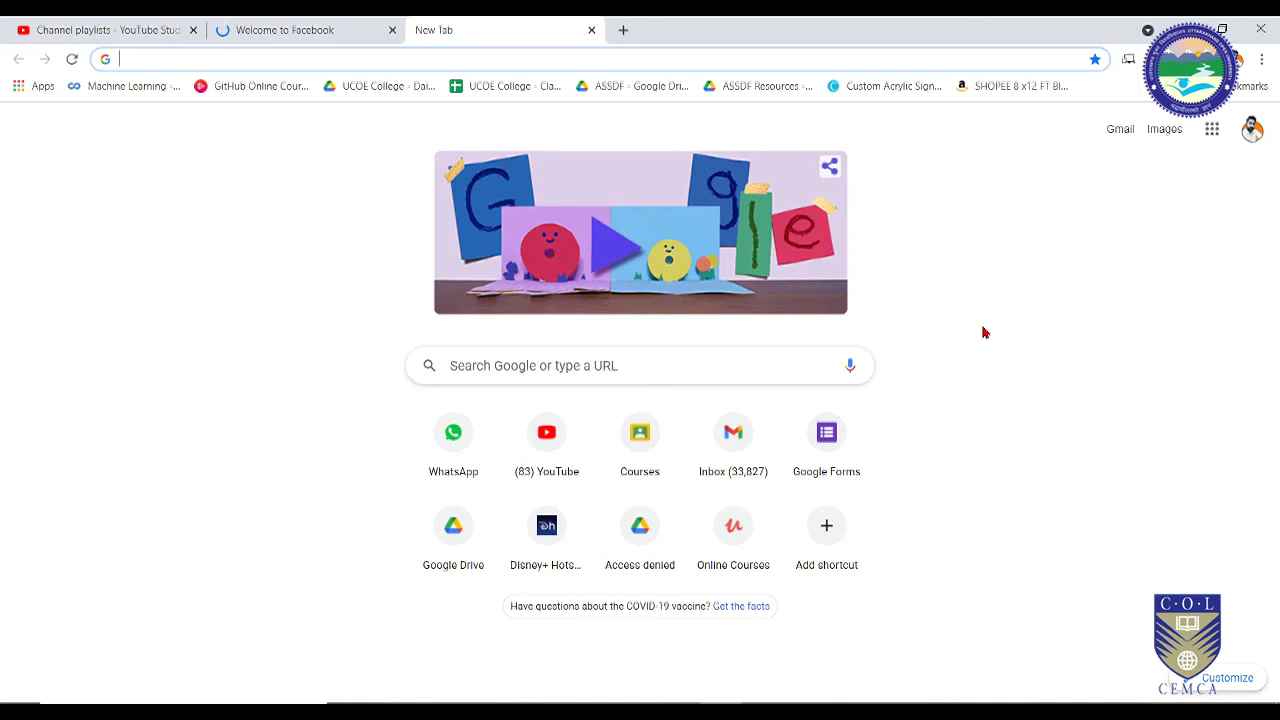 Channel playlists - YouTube Stud
Welcome to Facebook
New Tab
Apps
Machine Learning -...
GitHub Online Cour...
UCOE College - Dai...
UCOE College - Cla...
ASSDF - Google Dri...
ASSDF Resources -...
Custom Acrylic Sign...
SHOPEE 8 x12 FT Bl...
kmarks
Gmail
Images
G g l e
Search Google or type a URL
WhatsApp
(83) YouTube
Courses
Inbox (33,827)
Google Forms
Google Drive
Disney+ Hots...
Access denied
Online Courses
Add shortcut
Have questions about the COVID-19 vaccine? Get the facts
C·O·L
CEMCA
Customize